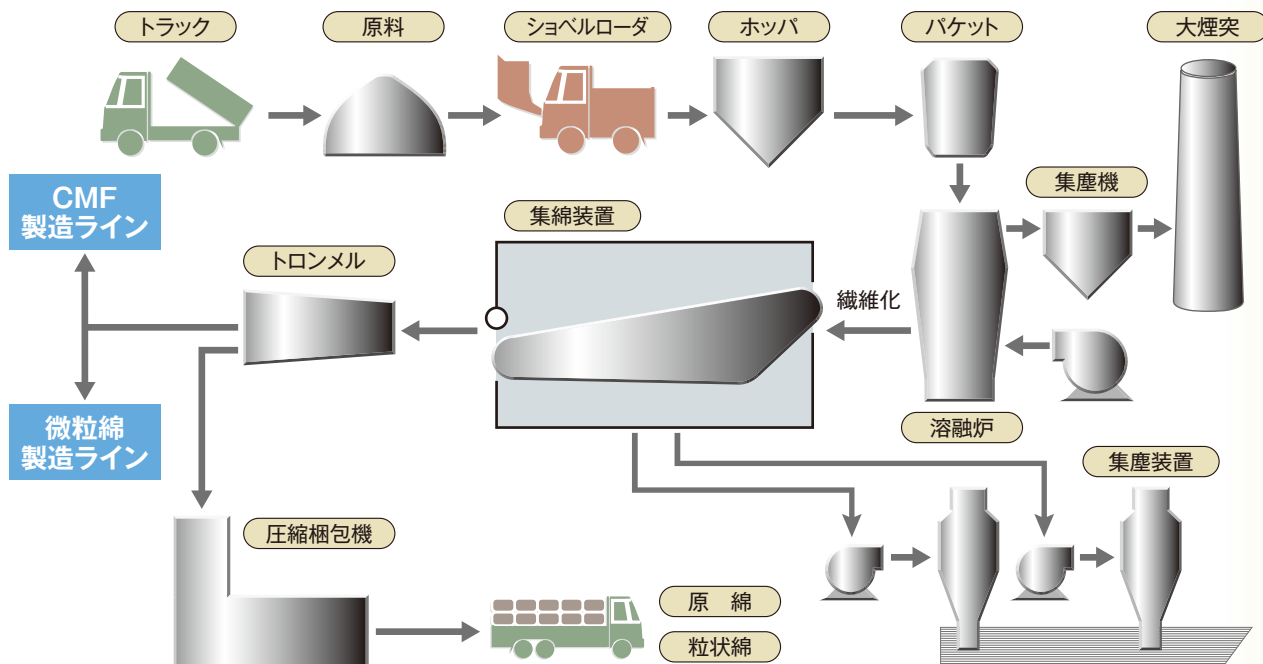 トラック
原料
ショベルローダ
ホッパ
パケット
大煙突
CMF
製造ライン
集綿装置
集塵機
トロンメル
繊維化
微粒綿
製造ライン
溶融炉
集塵装置
圧縮梱包機
原 綿
粒状綿